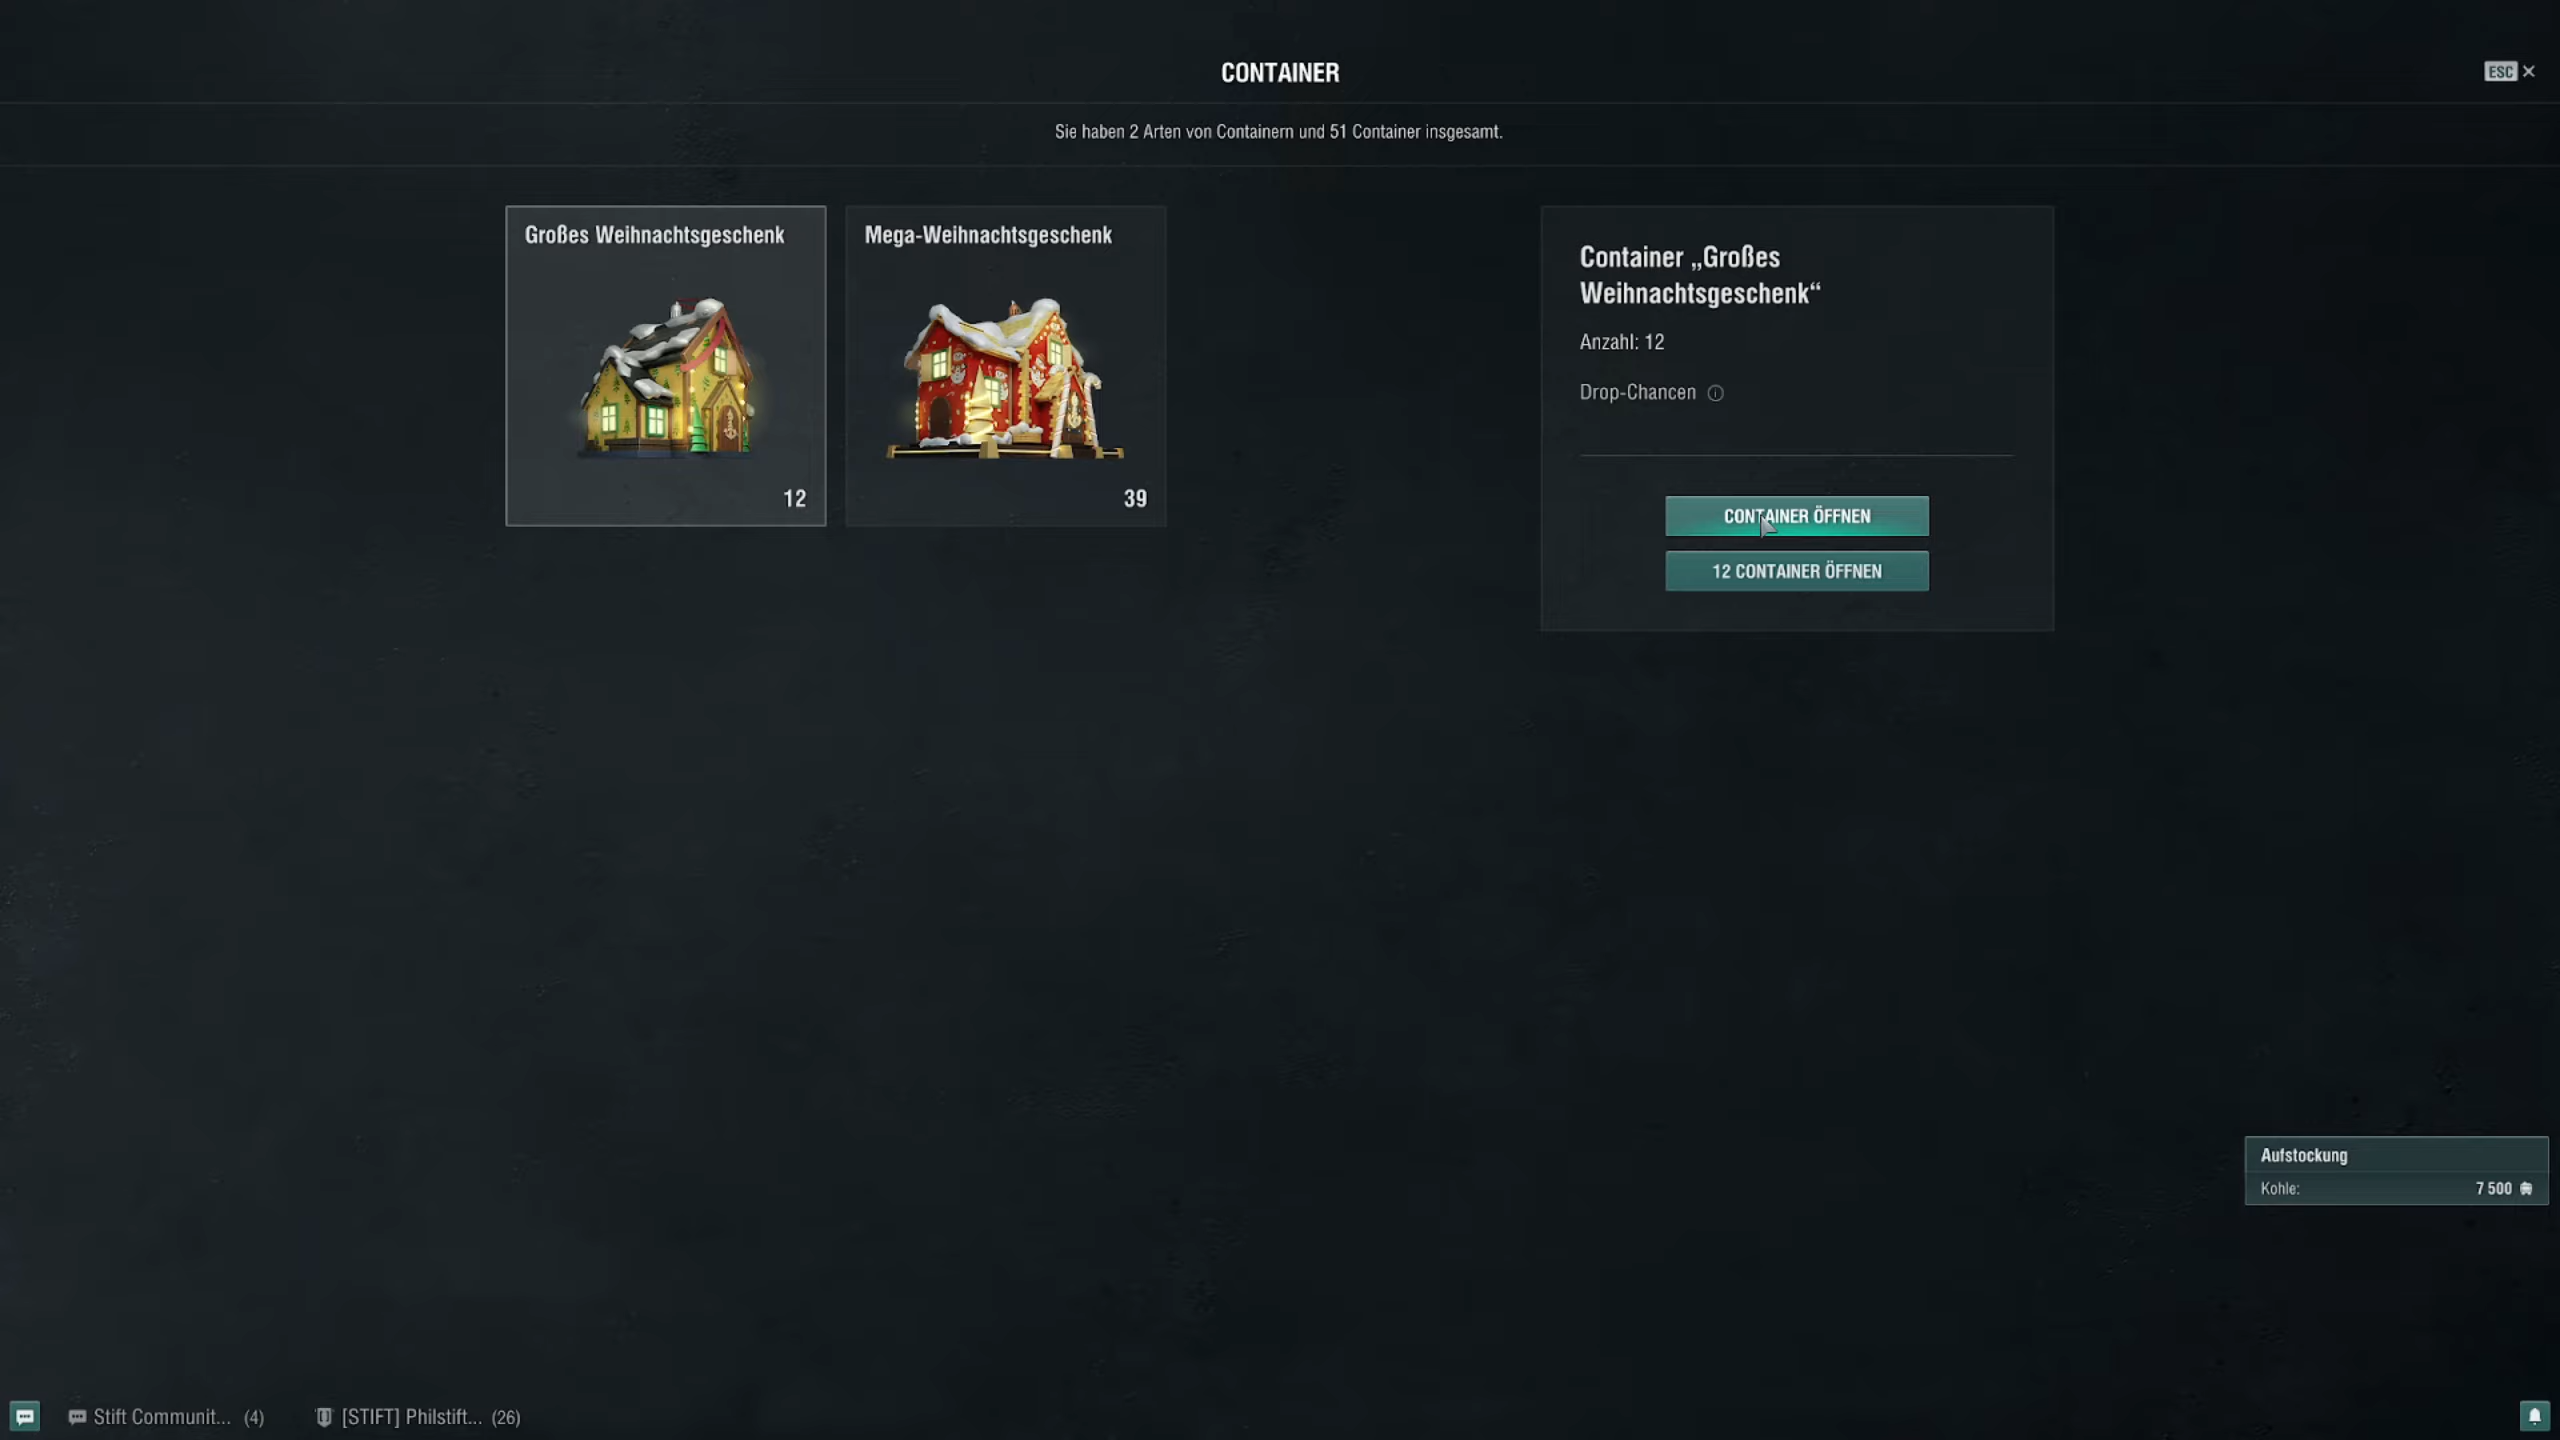 CONTAINER
ESC
Sie haben 2 Arten von Containern und 51 Container insgesamt.
Großes Weihnachtsgeschenk
12
Mega-Weihnachtsgeschenk
39
Container „Großes
Weihnachtsgeschenk“
Anzahl: 12
Drop-Chancen
CONTAINER ÖFFNEN
12 CONTAINER ÖFFNEN
Aufstockung
Kohle: 7 500
Stift Communit... (4)
[STIFT] Philstift... (26)